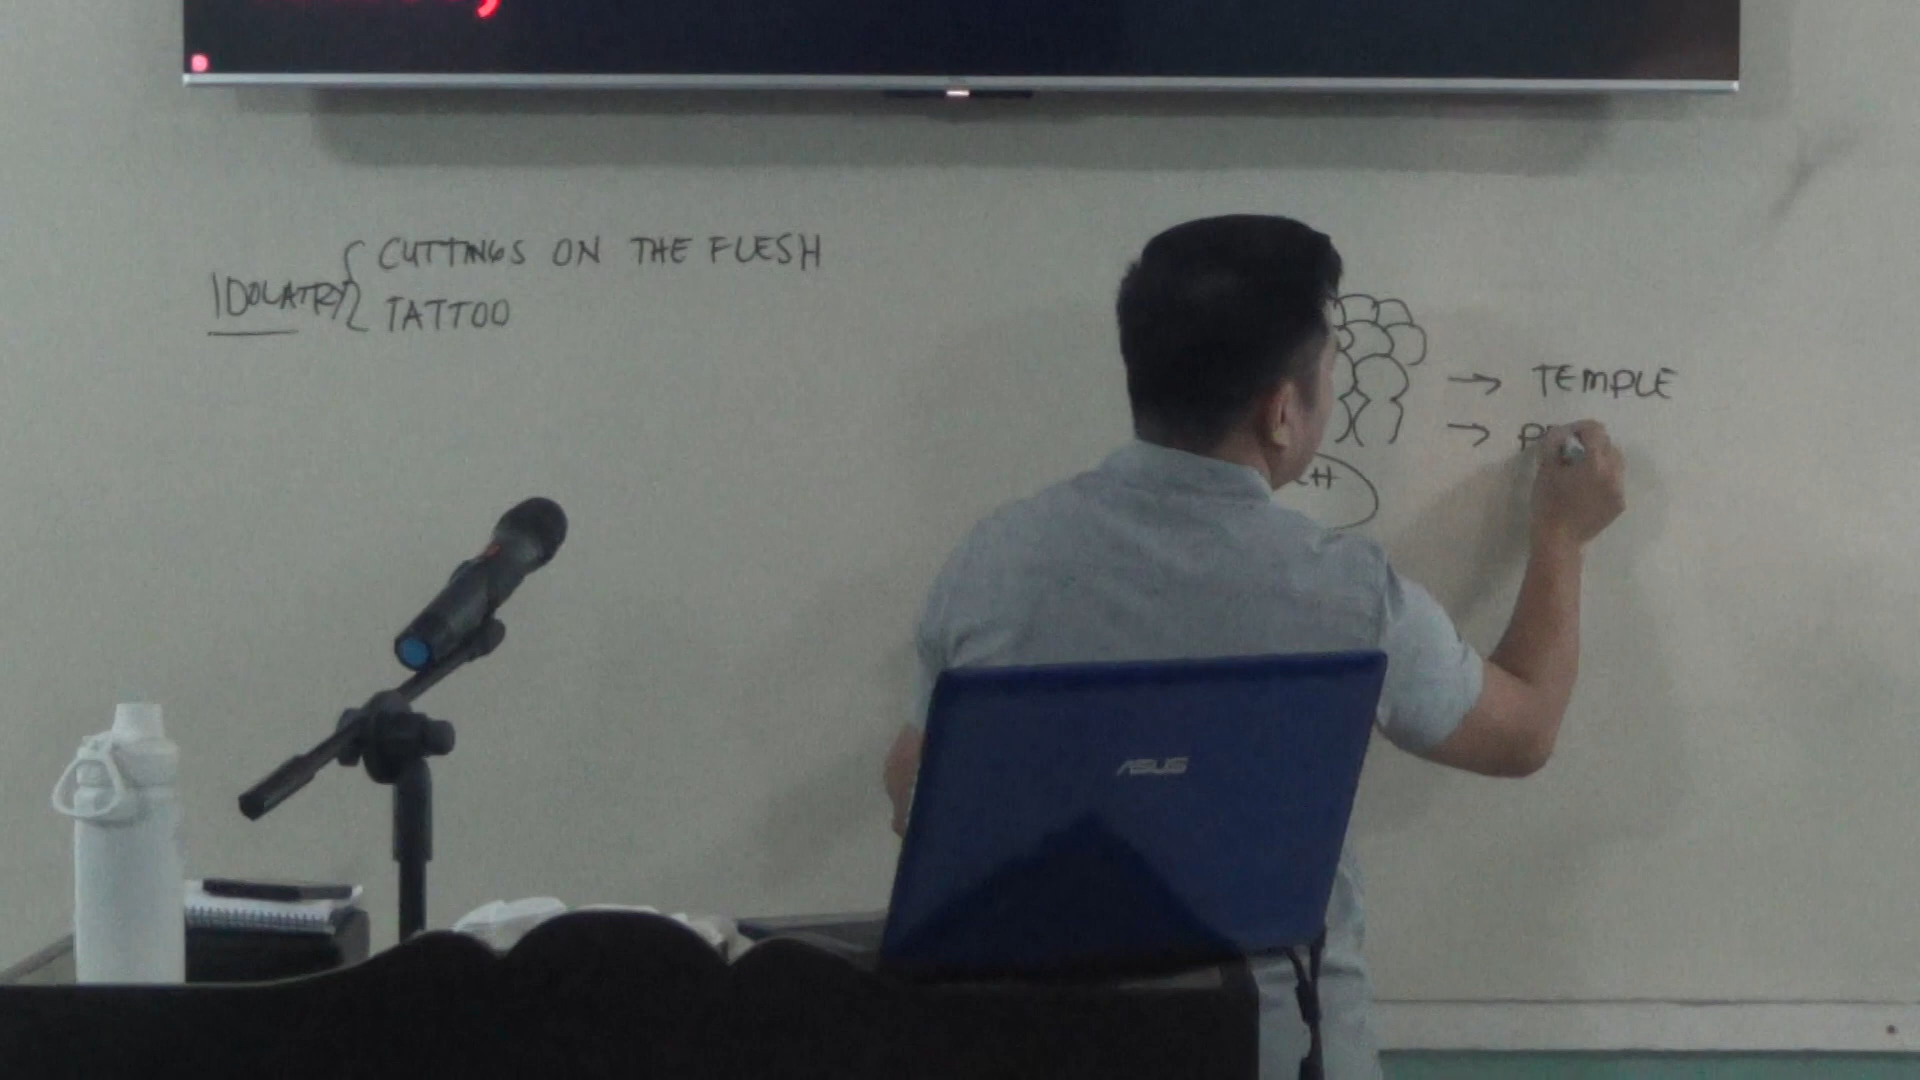 IDOLATRY
CUTTINGS ON THE FLESH
TATTOO
→ TEMPLE
ASUS